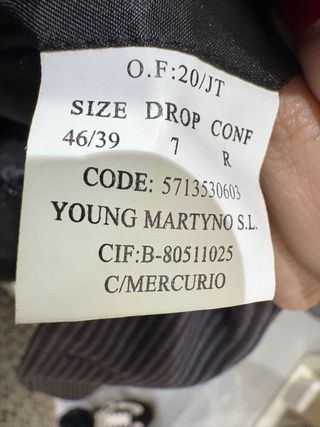 O.F:20/JT
SIZE DROP CONF
46/39 7 R
CODE: 5713530603
YOUNG MARTYNO S.L.
CIF:B-80511025
C/MERCURIO